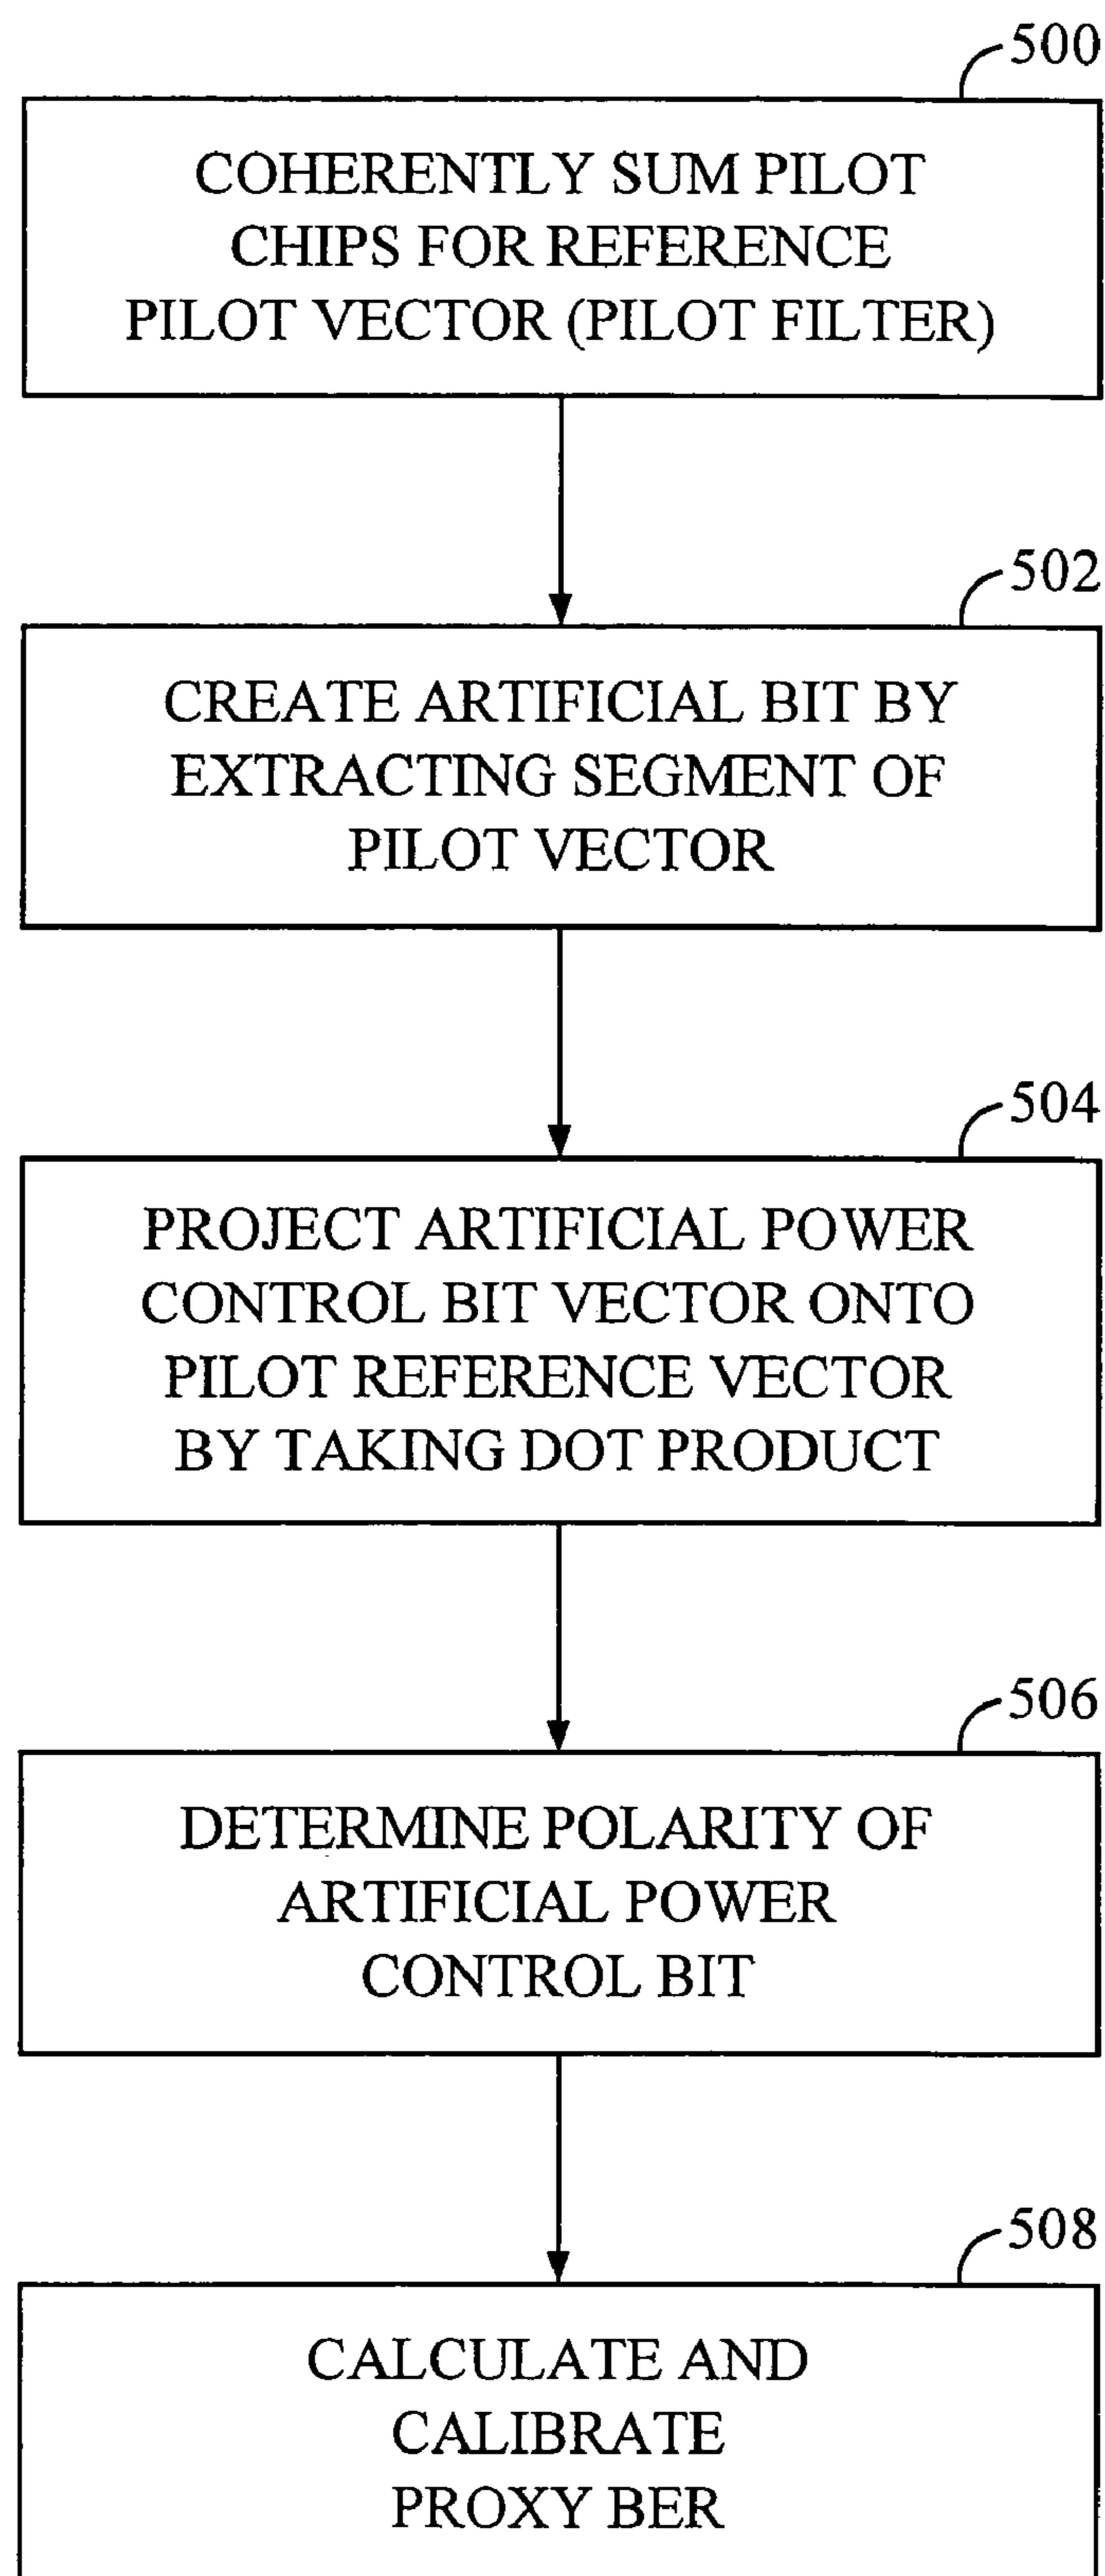 500
COHERENTLY SUM PILOT
CHIPS FOR REFERENCE
PILOT VECTOR (PILOT FILTER)
502
CREATE ARTIFICIAL BIT BY
EXTRACTING SEGMENT OF
PILOT VECTOR
504
PROJECT ARTIFICIAL POWER
CONTROL BIT VECTOR ONTO
PILOT REFERENCE VECTOR
BY TAKING DOT PRODUCT
506
DETERMINE POLARITY OF
ARTIFICIAL POWER
CONTROL BIT
508
CALCULATE AND
CALIBRATE
PROXY BER